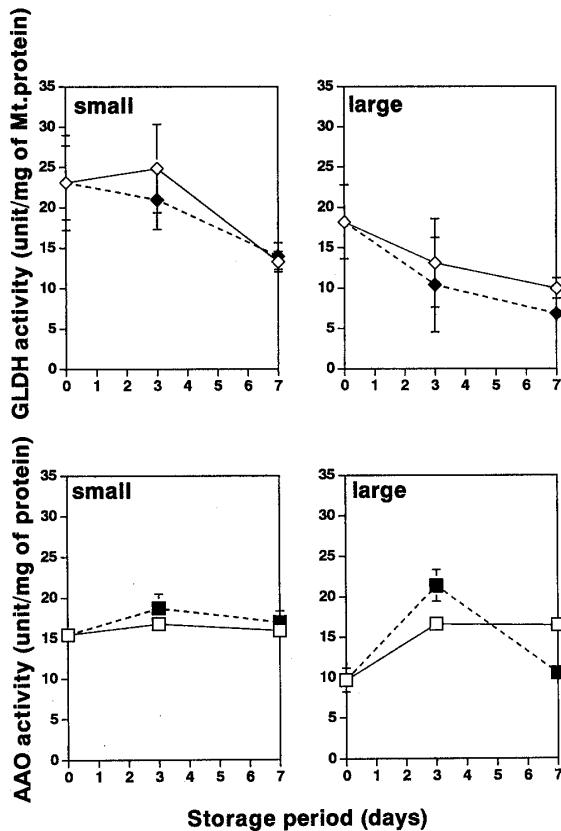 GLDH activity (unit/mg of Mt.protein)
small
35
30
25
20
15
10
5
0
0 1 2 3 4 5 6 7
large
35
30
25
20
15
10
5
0
0 1 2 3 4 5 6 7
AAO activity (unit/mg of protein)
small
35
30
25
20
15
10
5
0
0 1 2 3 4 5 6 7
large
35
30
25
20
15
10
5
0
0 1 2 3 4 5 6 7
Storage period (days)